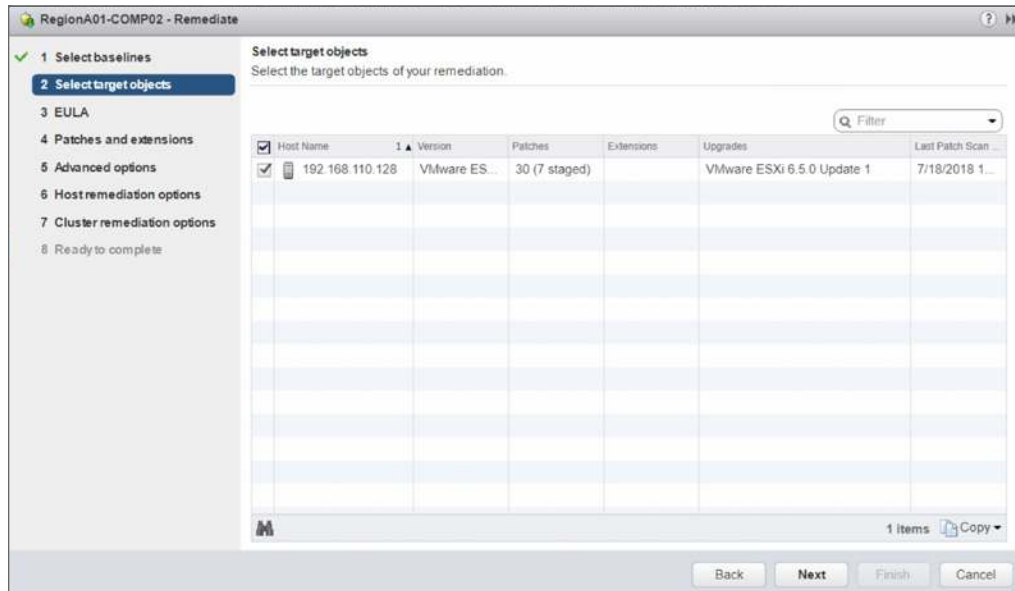 RegionA01-COMP02 - Remediate
?
1 Select baselines
2 Select target objects
3 EULA
4 Patches and extensions
5 Advanced options
6 Host remediation options
7 Cluster remediation options
8 Ready to complete
Select target objects
Select the target objects of your remediation.
Filter
Host Name 1 ▲ Version Patches Extensions Upgrades Last Patch Scan ...
192.168.110.128 VMware ES... 30 (7 staged) VMware ESXi 6.5.0 Update 1 7/18/2018 1...
1 items Copy
Back Next Finish Cancel